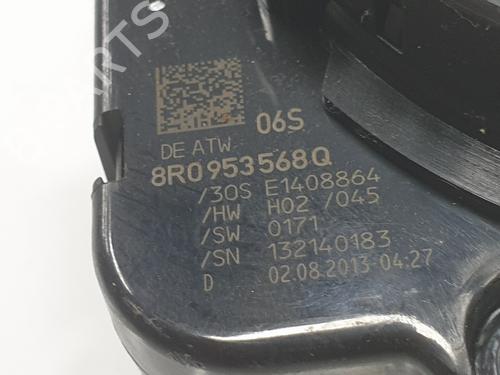 06S
DE ATW
8R0953568Q
/30S E1408864
/HW H02 /045
/SW 0171
/SN 132140183
D 02.08.2013-04:27